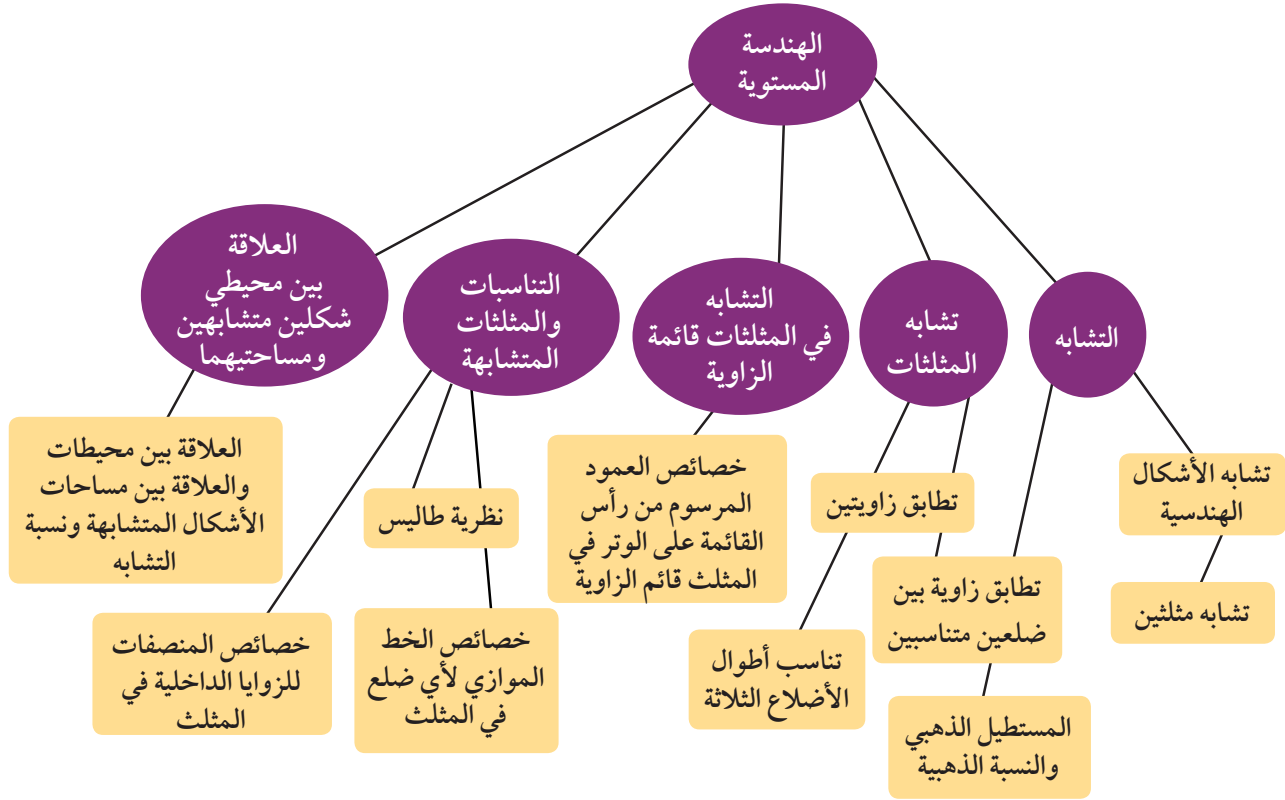 الهندسة
المستوية
التشابه
تشابه
المثلثات
التشابه
في المثلثات قائمة
الزاوية
التناسبات
والمثلثات
المتشابهة
العلاقة
بين محيطي
شكلين متشابهين
ومساحتيهما
تشابه الأشكال
الهندسية
تشابه مثلثين
تطابق زاويتين
تطابق زاوية بين
ضلعين متناسبين
تناسب أطوال
الأضلاع الثلاثة
المستطيل الذهبي
والنسبة الذهبية
خصائص العمود
المرسوم من رأس
القائمة على الوتر في
المثلث قائم الزاوية
نظرية طاليس
خصائص الخط
الموازي لأي ضلع
في المثلث
خصائص المنصفات
للزوايا الداخلية في
المثلث
العلاقة بين محيطات
والعلاقة بين مساحات
الأشكال المتشابهة ونسبة
التشابه